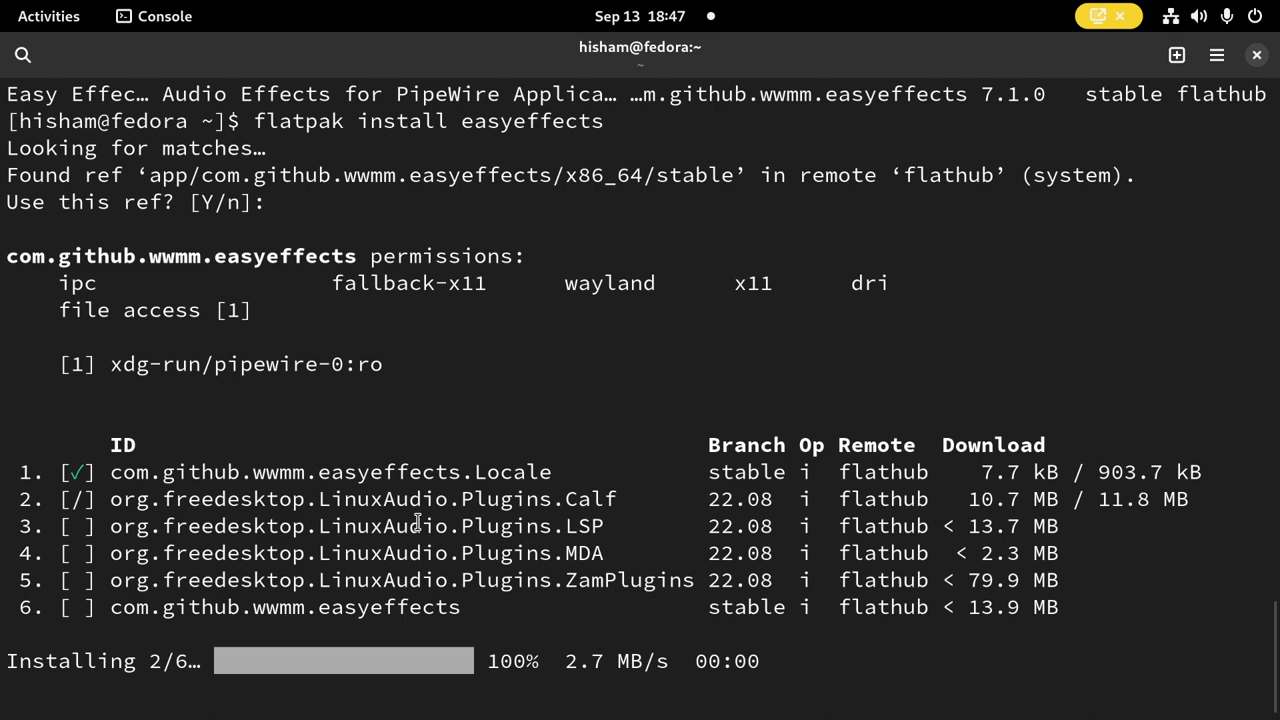 Activities Console Sep 13 18:47
hisham@fedora:~
~
Easy Effec… Audio Effects for PipeWire Applica… …m.github.wwmm.easyeffects 7.1.0 stable flathub
[hisham@fedora ~]$ flatpak install easyeffects
Looking for matches…
Found ref ‘app/com.github.wwmm.easyeffects/x86_64/stable’ in remote ‘flathub’ (system).
Use this ref? [Y/n]:
com.github.wwmm.easyeffects permissions:
ipc fallback-x11 wayland x11 dri
file access [1]
[1] xdg-run/pipewire-0:ro
ID Branch Op Remote Download
1. [✓] com.github.wwmm.easyeffects.Locale stable i flathub 7.7 kB / 903.7 kB
2. [/] org.freedesktop.LinuxAudio.Plugins.Calf 22.08 i flathub 10.7 MB / 11.8 MB
3. [ ] org.freedesktop.LinuxAudio.Plugins.LSP 22.08 i flathub < 13.7 MB
4. [ ] org.freedesktop.LinuxAudio.Plugins.MDA 22.08 i flathub < 2.3 MB
5. [ ] org.freedesktop.LinuxAudio.Plugins.ZamPlugins 22.08 i flathub < 79.9 MB
6. [ ] com.github.wwmm.easyeffects stable i flathub < 13.9 MB
Installing 2/6… 100% 2.7 MB/s 00:00